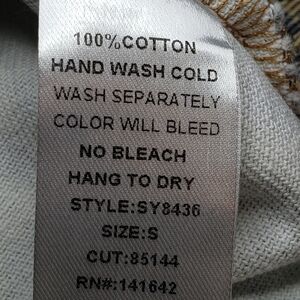 100%COTTON
HAND WASH COLD
WASH SEPARATELY
COLOR WILL BLEED
NO BLEACH
HANG TO DRY
STYLE:SY8436
SIZE:S
CUT:85144
RN#:141642